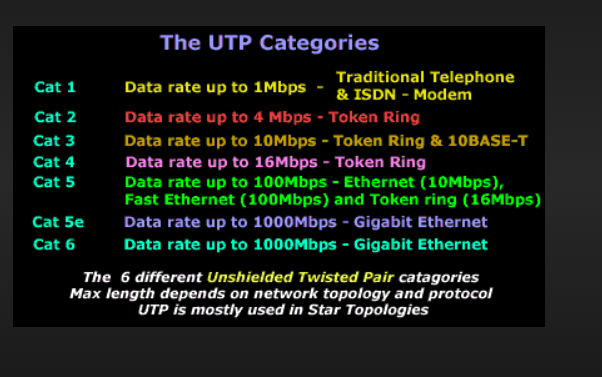 The UTP Categories
Cat 1 Data rate up to 1Mbps - Traditional Telephone
& ISDN - Modem
Cat 2 Data rate up to 4 Mbps - Token Ring
Cat 3 Data rate up to 10Mbps - Token Ring & 10BASE-T
Cat 4 Data rate up to 16Mbps - Token Ring
Cat 5 Data rate up to 100Mbps - Ethernet (10Mbps),
Fast Ethernet (100Mbps) and Token ring (16Mbps)
Cat 5e Data rate up to 1000Mbps - Gigabit Ethernet
Cat 6 Data rate up to 1000Mbps - Gigabit Ethernet
The 6 different Unshielded Twisted Pair catagories
Max length depends on network topology and protocol
UTP is mostly used in Star Topologies